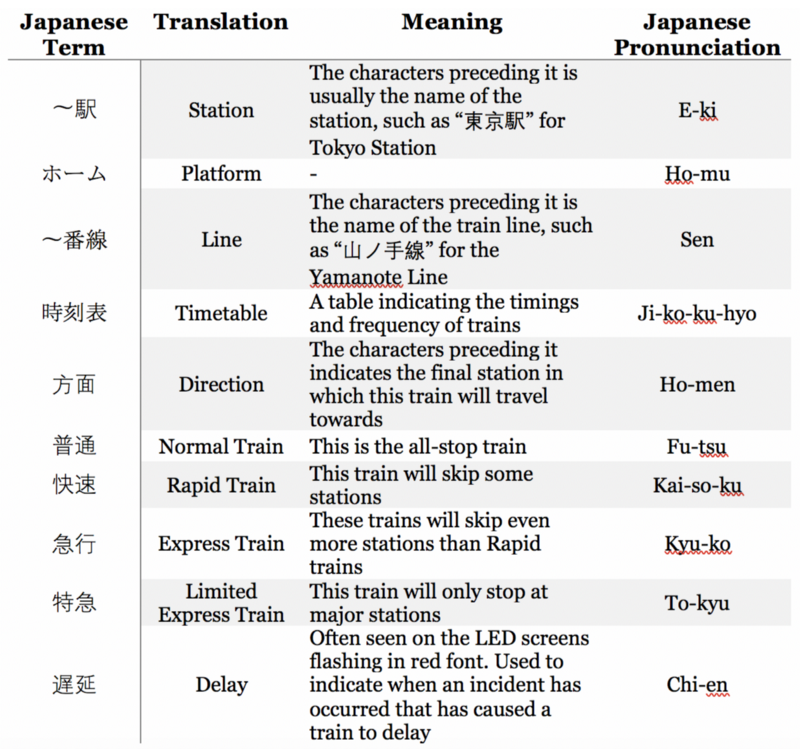 Japanese Term Translation Meaning Japanese Pronunciation
~駅 Station The characters preceding it is usually the name of the station, such as “東京駅” for Tokyo Station E-ki
ホーム Platform - Ho-mu
~番線 Line The characters preceding it is the name of the train line, such as “山ノ手線” for the Yamanote Line Sen
時刻表 Timetable A table indicating the timings and frequency of trains Ji-ko-ku-hyo
方面 Direction The characters preceding it indicates the final station in which this train will travel towards Ho-men
普通 Normal Train This is the all-stop train Fu-tsu
快速 Rapid Train This train will skip some stations Kai-so-ku
急行 Express Train These trains will skip even more stations than Rapid trains Kyu-ko
特急 Limited Express Train This train will only stop at major stations To-kyu
遅延 Delay Often seen on the LED screens flashing in red font. Used to indicate when an incident has occurred that has caused a train to delay Chi-en